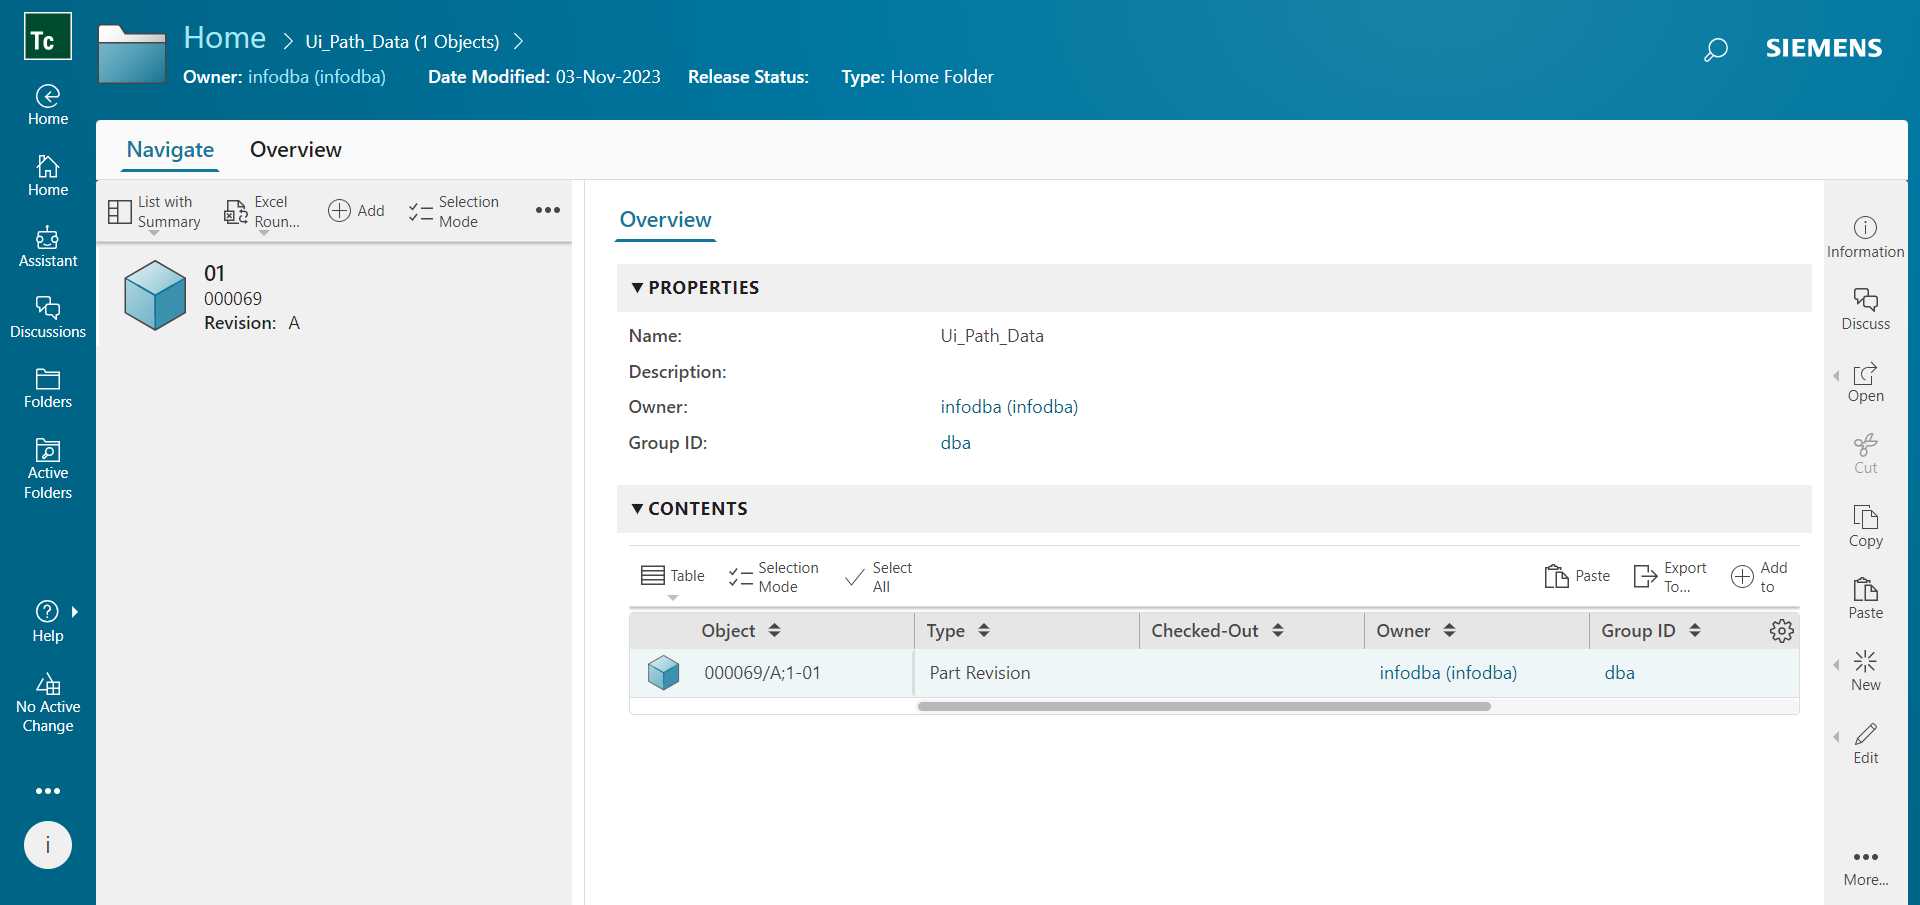 Tc
Home
Home
Assistant
Discussions
Folders
Active
Folders
Help
No Active
Change
i
Home
Ui_Path_Data (1 Objects)
Owner: infodba (infodba)
Date Modified: 03-Nov-2023
Release Status:
Type: Home Folder
SIEMENS
Navigate
Overview
List with
Summary
Excel
Roun...
Add
Selection
Mode
01
000069
Revision: A
Overview
PROPERTIES
Name: Ui_Path_Data
Description:
Owner: infodba (infodba)
Group ID: dba
CONTENTS
Table
Selection
Mode
Select
All
Paste
Export
To...
Add
to
Object Type Checked-Out Owner Group ID
000069/A;1-01 Part Revision infodba (infodba) dba
Information
Discuss
Open
Cut
Copy
Paste
New
Edit
More...